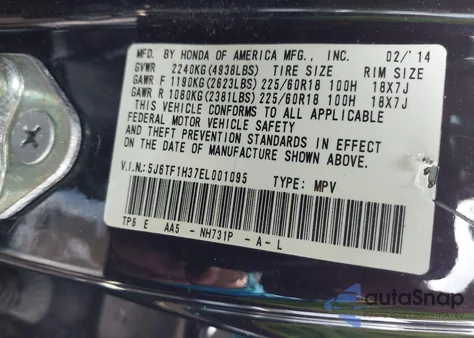 MFD. BY HONDA OF AMERICA MFG., INC. 02/14
GVWR 2240KG(4938LBS) TIRE SIZE RIM SIZE
GAWR F 1190KG(2623LBS) 225/60R18 100H 18X7J
GAWR R 1080KG(2381LBS) 225/60R18 100H 18X7J
THIS VEHICLE CONFORMS TO ALL APPLICABLE
FEDERAL MOTOR VEHICLE SAFETY
AND THEFT PREVENTION STANDARDS IN EFFECT
ON THE DATE OF MANUFACTURE SHOWN ABOVE.
V.I.N.: 5J6TF1H37EL001095 TYPE: MPV
TP6 E AA5 - NH731P - A - L
autoSnap